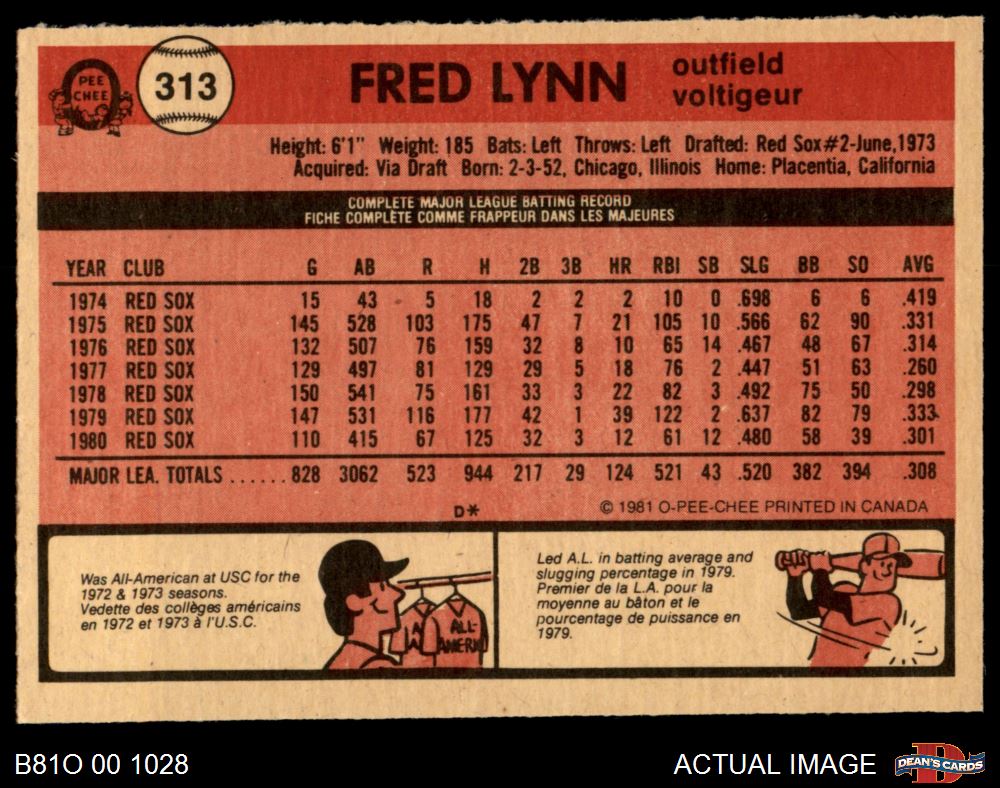 PEE
CHEE
313
FRED LYNN
outfield
voltigeur
Height: 6'1" Weight: 185 Bats: Left Throws: Left Drafted: Red Sox#2-June,1973
Acquired: Via Draft Born: 2-3-52, Chicago, Illinois Home: Placentia, California
COMPLETE MAJOR LEAGUE BATTING RECORD
FICHE COMPLÈTE COMME FRAPPEUR DANS LES MAJEURES
YEAR CLUB G AB R H 2B 3B HR RBI SB SLG BB SO AVG
1974 RED SOX 15 43 5 18 2 2 2 10 0 .698 6 6 .419
1975 RED SOX 145 528 103 175 47 7 21 105 10 .566 62 90 .331
1976 RED SOX 132 507 76 159 32 8 10 65 14 .467 48 67 .314
1977 RED SOX 129 497 81 129 29 5 18 76 2 .447 51 63 .260
1978 RED SOX 150 541 75 161 33 3 22 82 3 .492 75 50 .298
1979 RED SOX 147 531 116 177 42 1 39 122 2 .637 82 79 .333
1980 RED SOX 110 415 67 125 32 3 12 61 12 .480 58 39 .301
MAJOR LEA. TOTALS ...... 828 3062 523 944 217 29 124 521 43 .520 382 394 .308
D*
© 1981 O-PEE-CHEE PRINTED IN CANADA
Was All-American at USC for the
1972 & 1973 seasons.
Vedette des collèges américains
en 1972 et 1973 à l'U.S.C.
ALL-
AMERI
Led A.L. in batting average and
slugging percentage in 1979.
Premier de la L.A. pour la
moyenne au bâton et le
pourcentage de puissance en
1979.
B81O 00 1028
ACTUAL IMAGE
DEAN'S CARDS